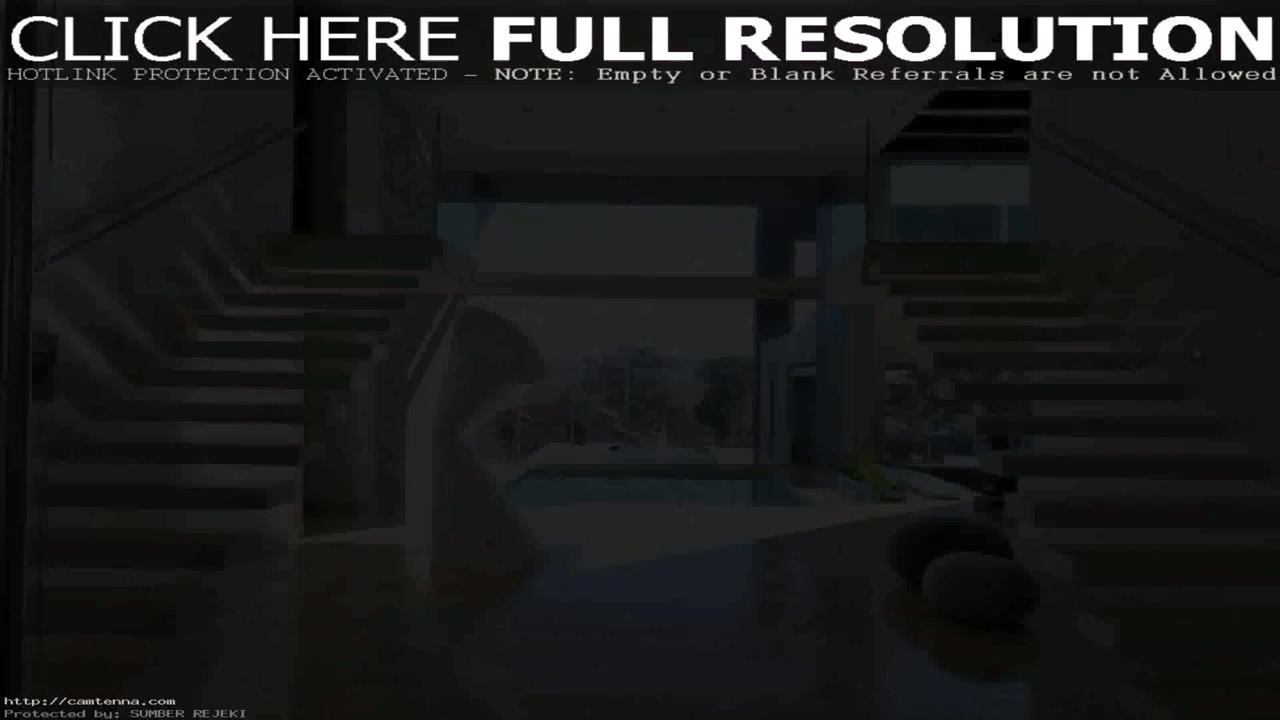 CLICK HERE FULL RESOLUTION
HOTLINK PROTECTION ACTIVATED – NOTE: Empty or Blank Referrals are not Allowed
http://camtenna.com
Protected by: SUMBER REJEKI